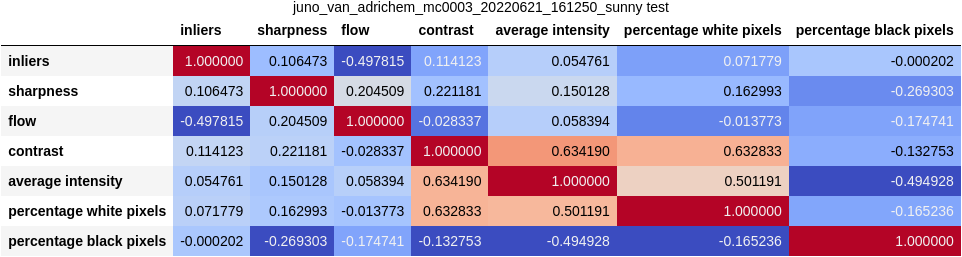 juno_van_adrichem_mc0003_20220621_161250_sunny test
inliers sharpness flow contrast average intensity percentage white pixels percentage black pixels
inliers 1.000000 0.106473 -0.497815 0.114123 0.054761 0.071779 -0.000202
sharpness 0.106473 1.000000 0.204509 0.221181 0.150128 0.162993 -0.269303
flow -0.497815 0.204509 1.000000 -0.028337 0.058394 -0.013773 -0.174741
contrast 0.114123 0.221181 -0.028337 1.000000 0.634190 0.632833 -0.132753
average intensity 0.054761 0.150128 0.058394 0.634190 1.000000 0.501191 -0.494928
percentage white pixels 0.071779 0.162993 -0.013773 0.632833 0.501191 1.000000 -0.165236
percentage black pixels -0.000202 -0.269303 -0.174741 -0.132753 -0.494928 -0.165236 1.000000